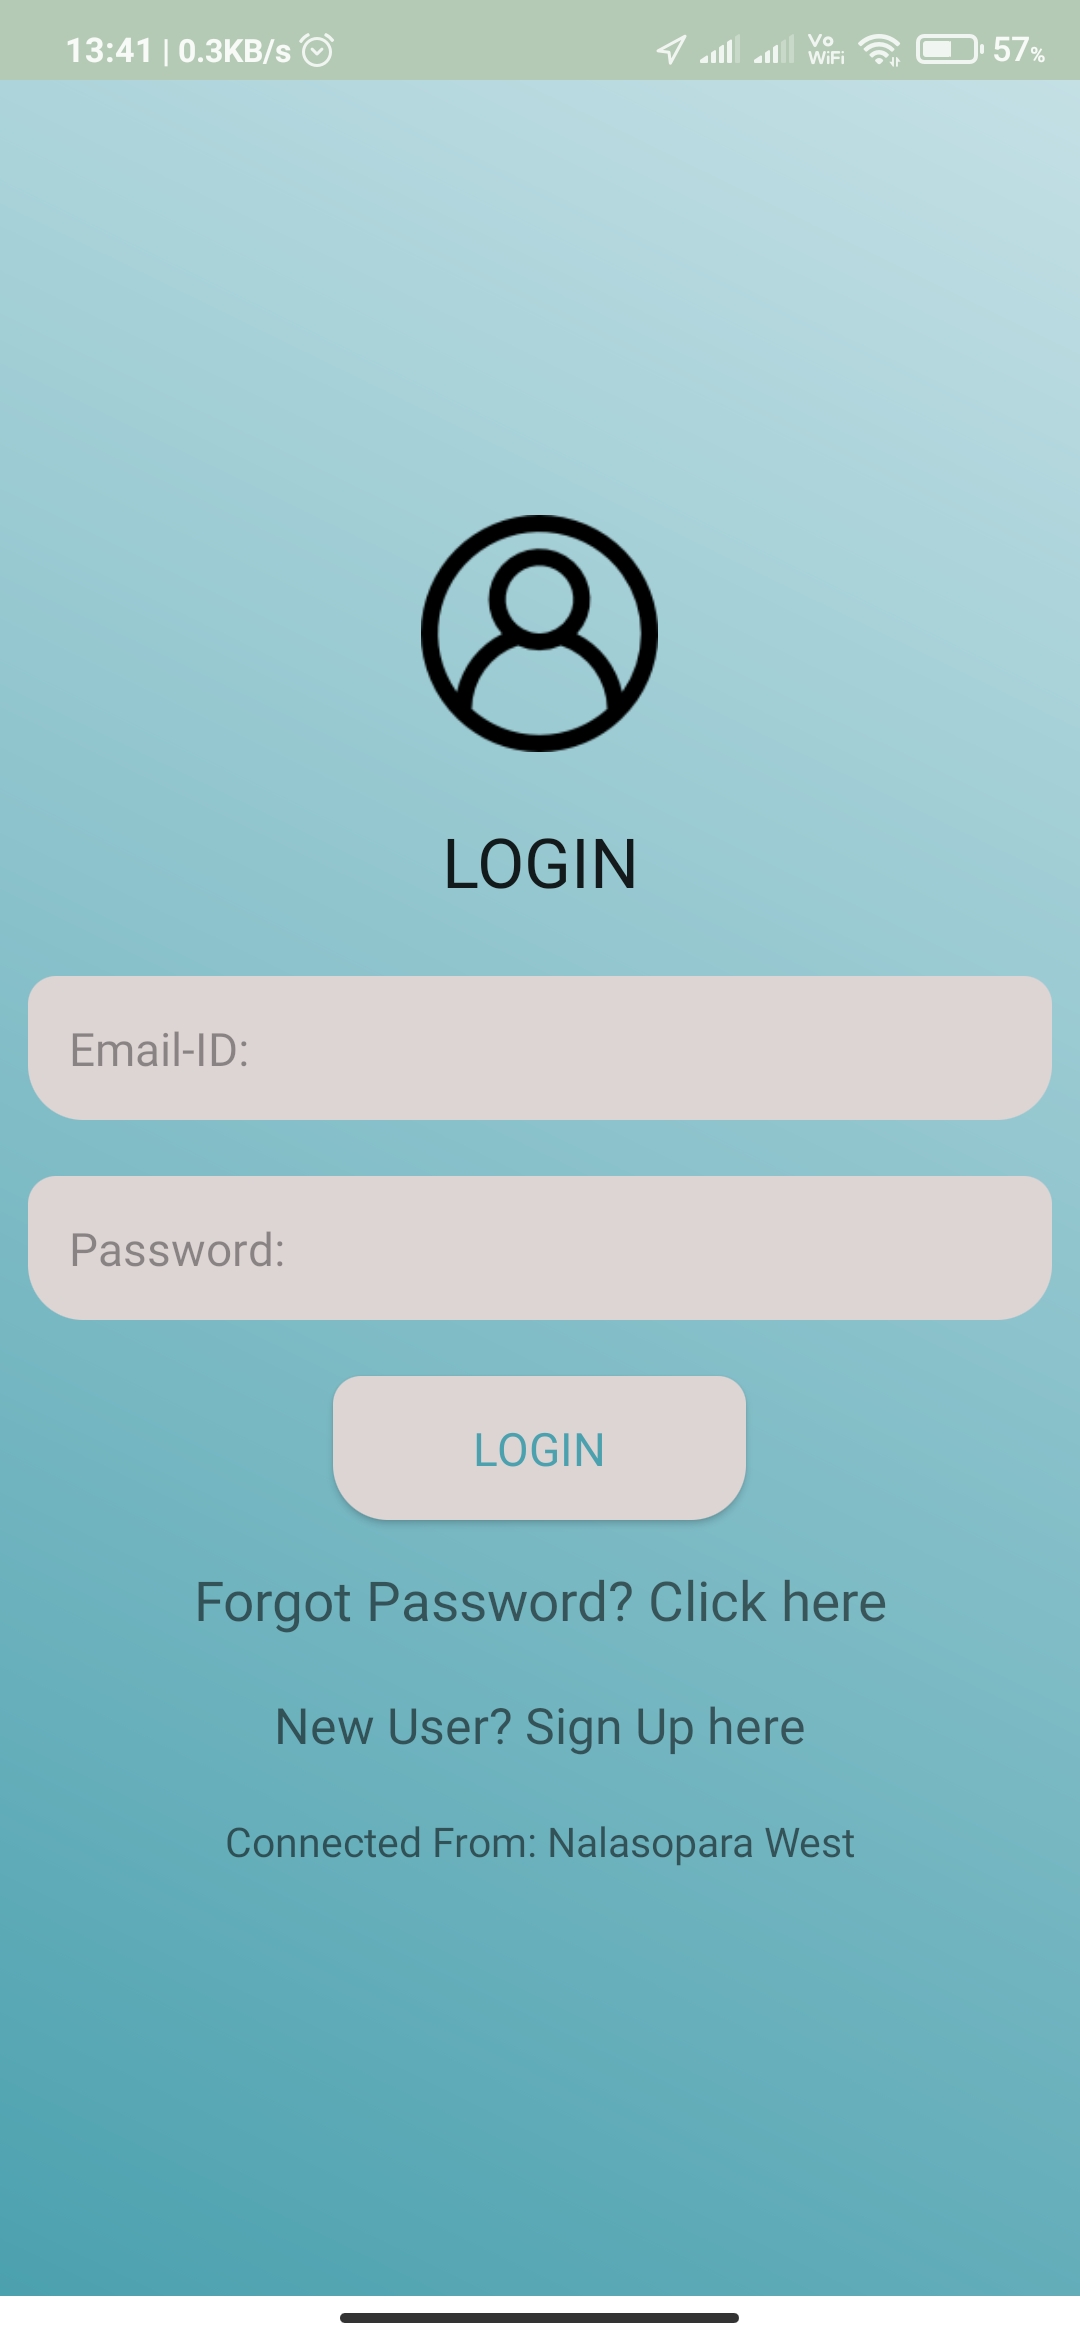 13:41 | 0.3KB/s Vo WiFi 57%
LOGIN
Email-ID:
Password:
LOGIN
Forgot Password? Click here
New User? Sign Up here
Connected From: Nalasopara West